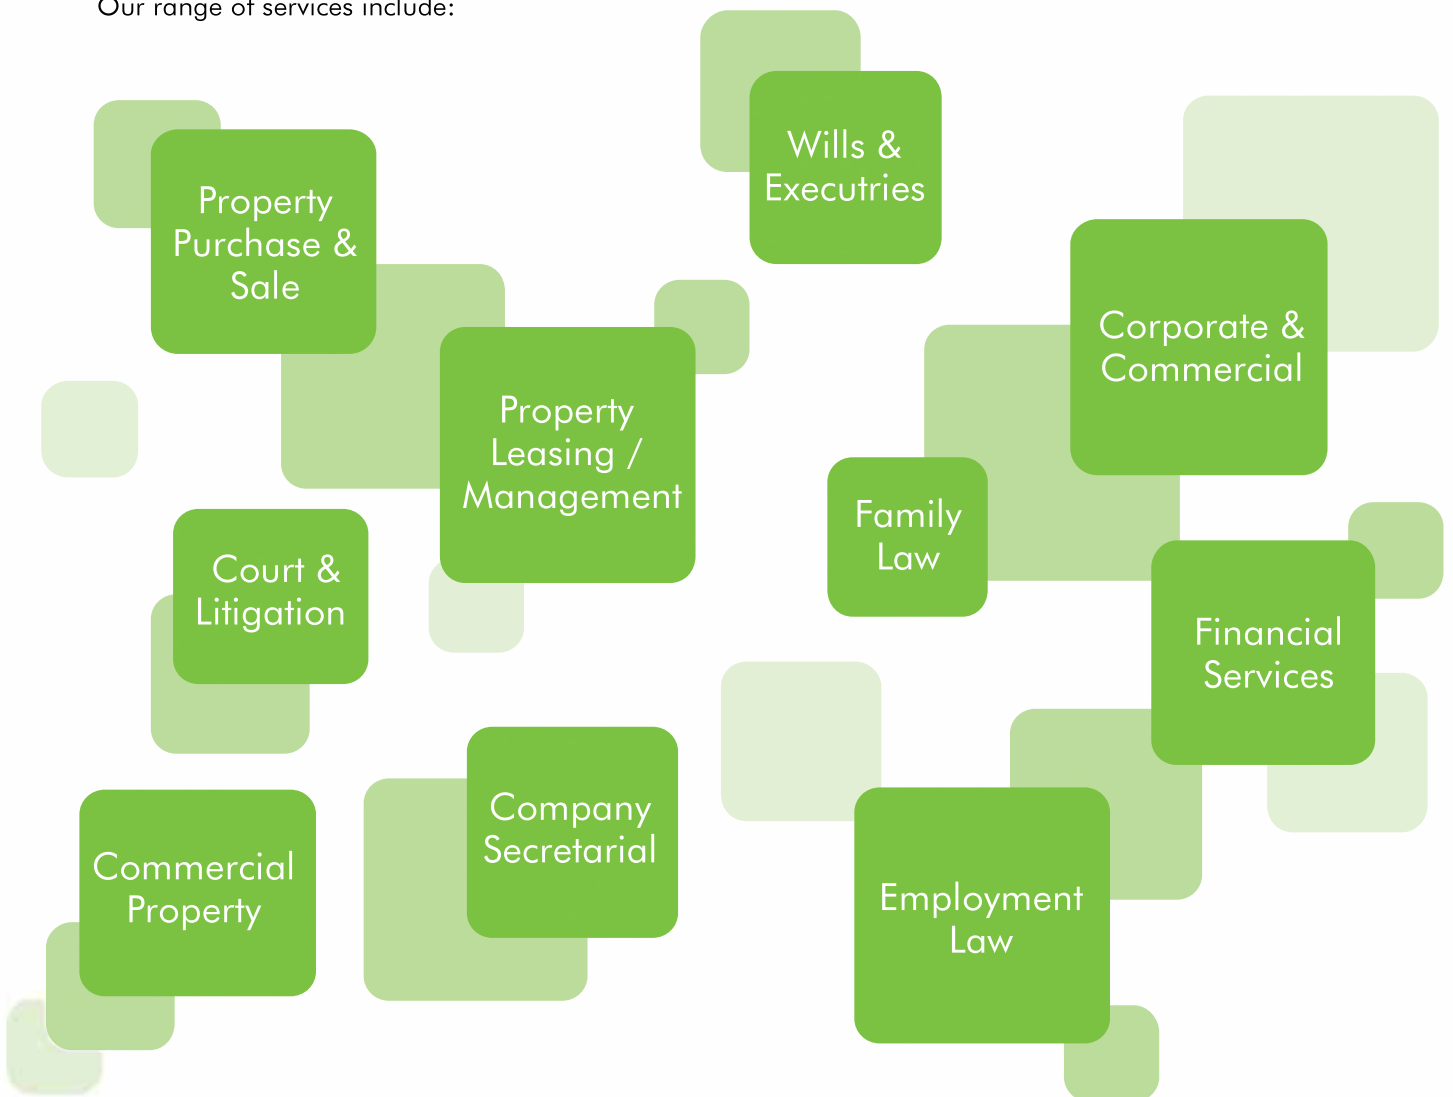 Our range of services include:
Wills &
Executries
Property
Purchase &
Sale
Corporate &
Commercial
Property
Leasing /
Management
Family
Law
Court &
Litigation
Financial
Services
Company
Secretarial
Commercial
Property
Employment
Law